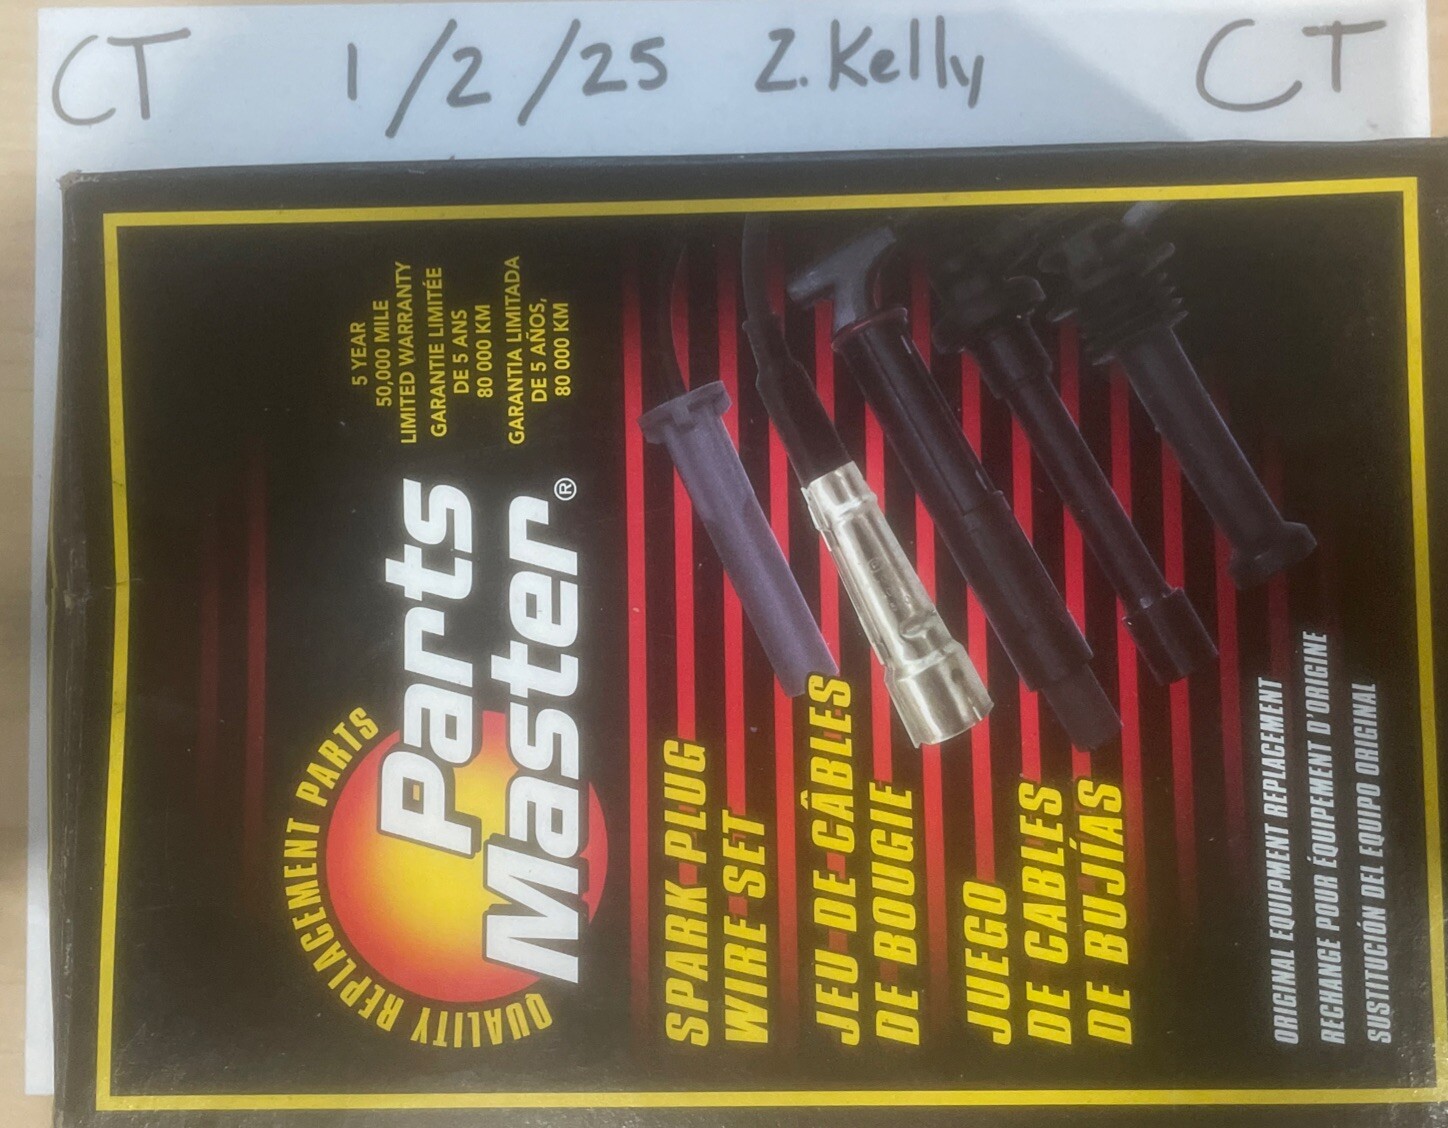 CT 1/2/25 Z. Kelly CT
5 YEAR
50,000 MILE
LIMITED WARRANTY
GARANTIE LIMITÉE
DE 5 ANS
80 000 KM
GARANTIA LIMITADA
DE 5 AÑOS,
80 000 KM
QUALITY REPLACEMENT PARTS
Parts
Master®
SPARK PLUG
WIRE SET
JEU DE CÂBLES
DE BOUGIE
JUEGO
DE CABLES
DE BUJÍAS
ORIGINAL EQUIPMENT REPLACEMENT
RECHANGE POUR ÉQUIPEMENT D'ORIGINE
SUSTITUCIÓN DEL EQUIPO ORIGINAL